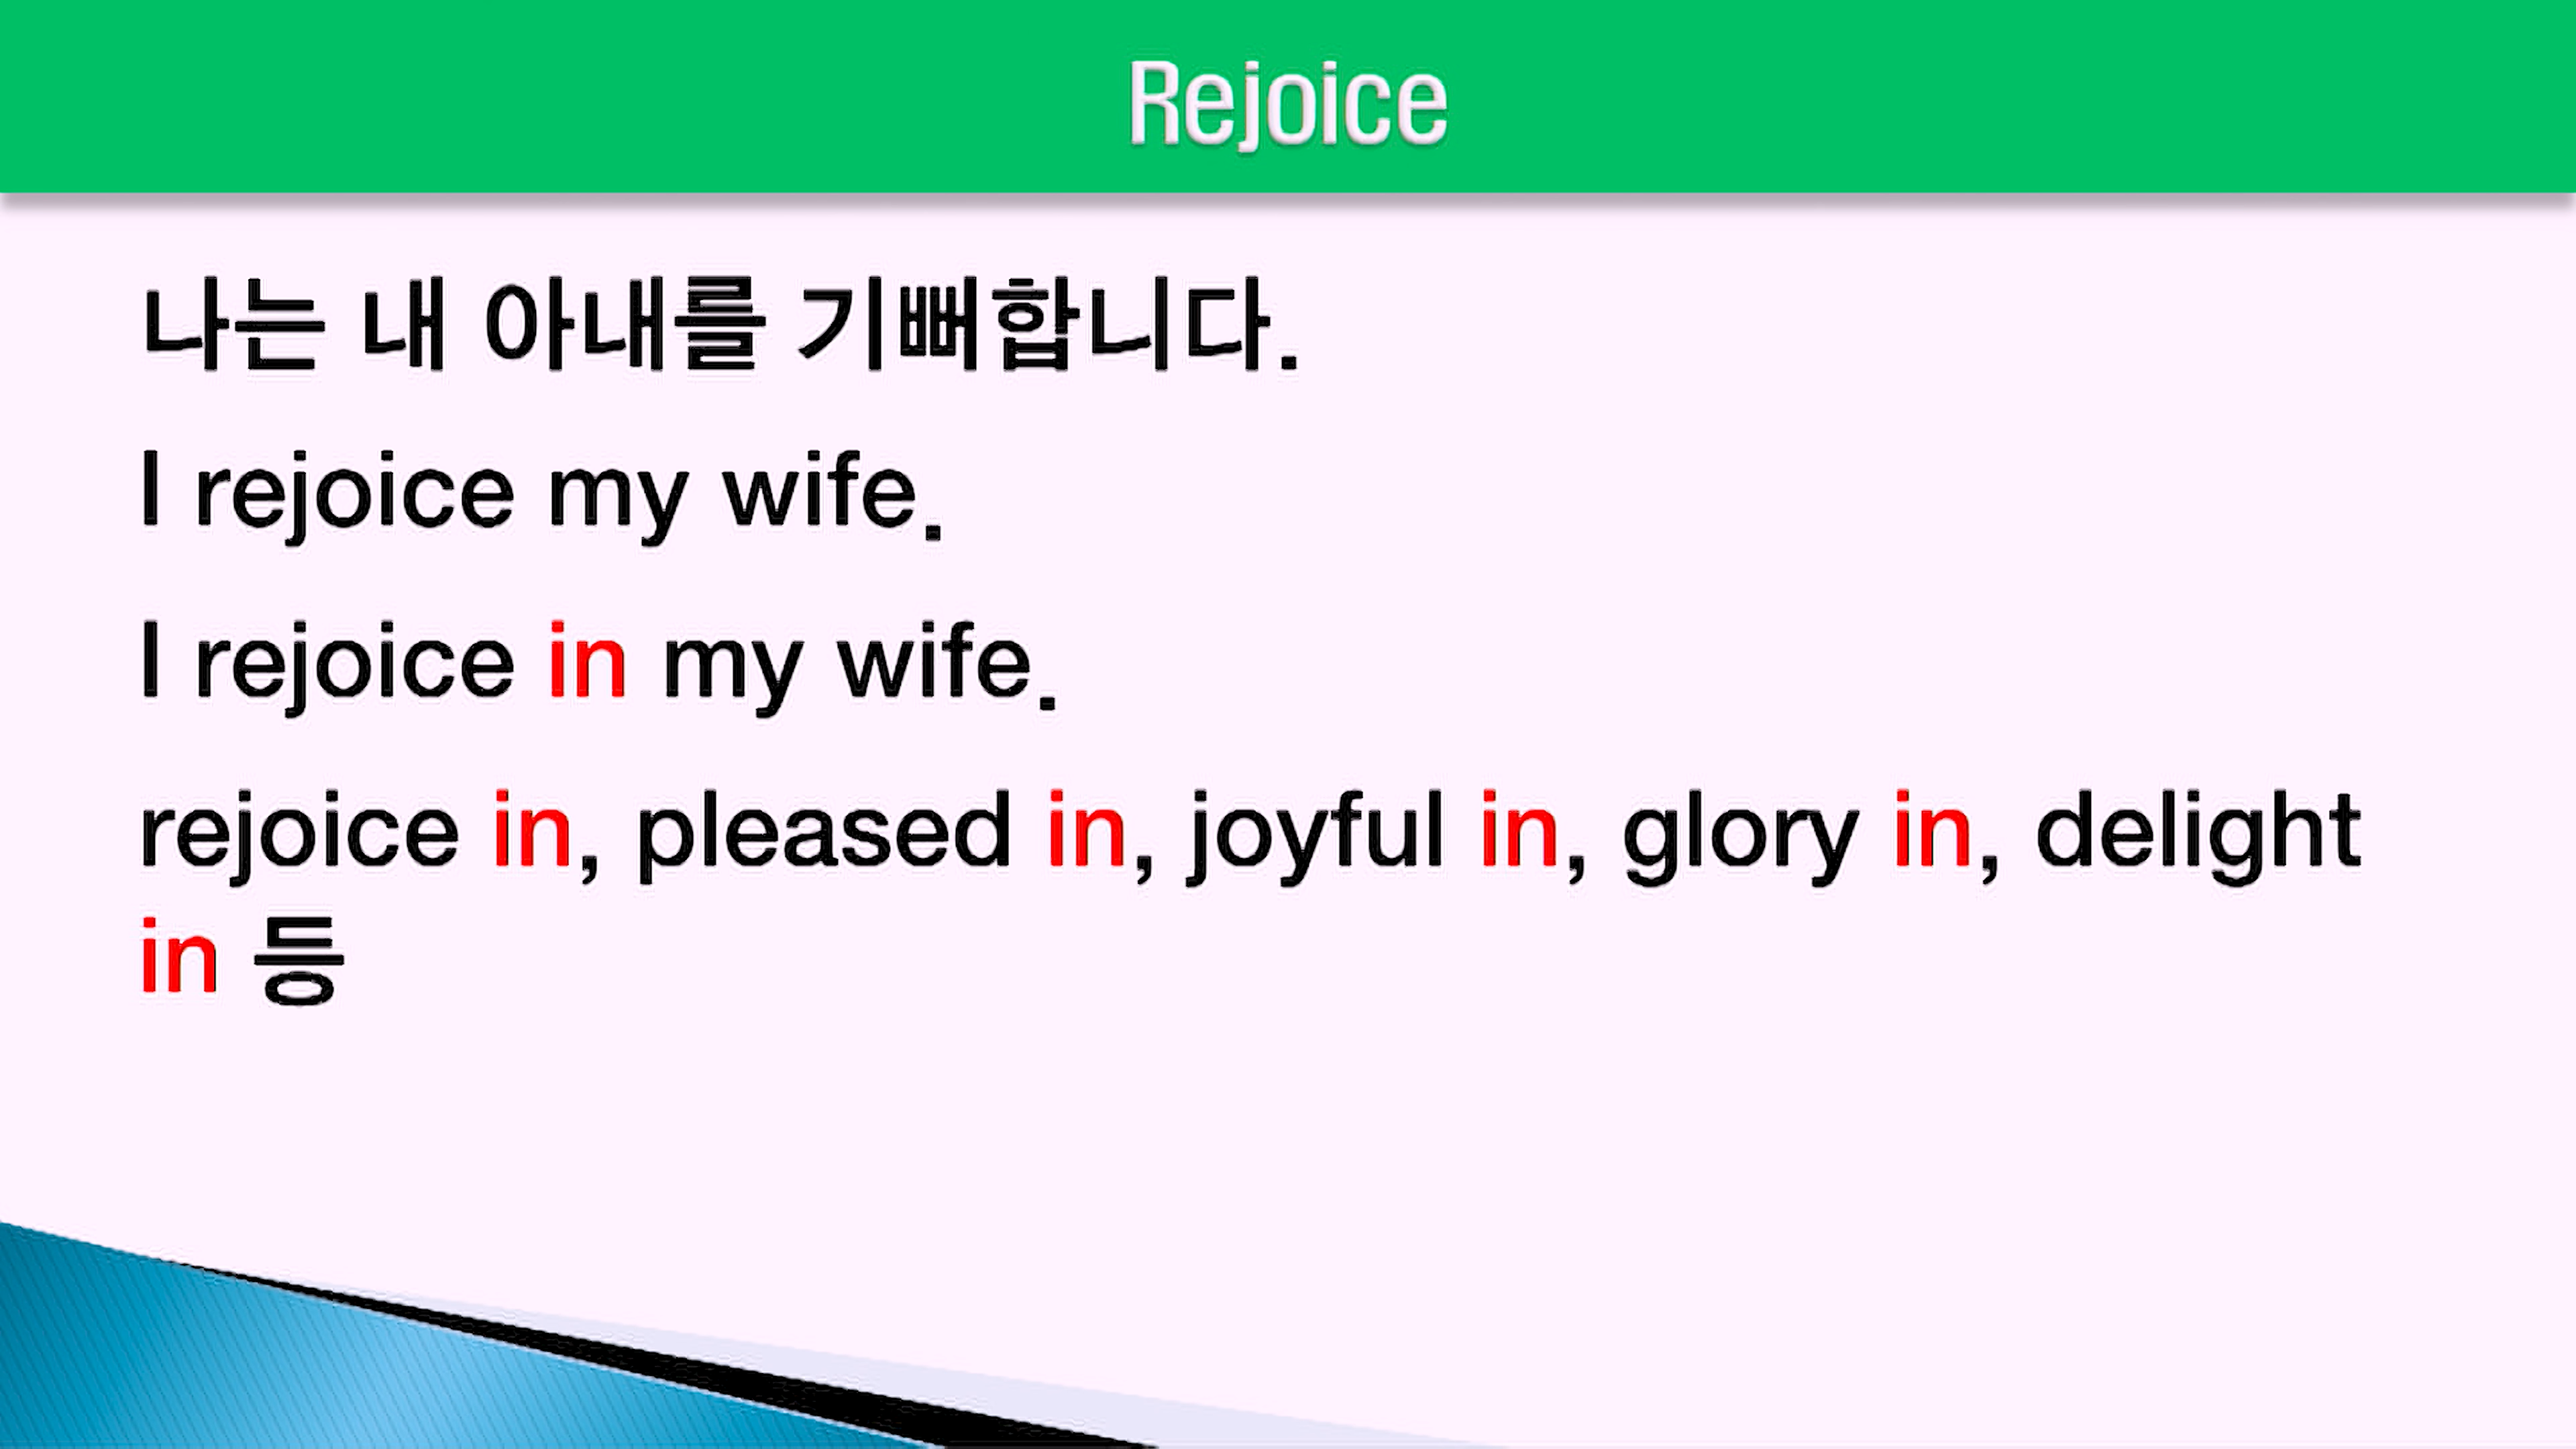 Rejoice
나는 내 아내를 기뻐합니다.
I rejoice my wife.
I rejoice in my wife.
rejoice in, pleased in, joyful in, glory in, delight
in 등